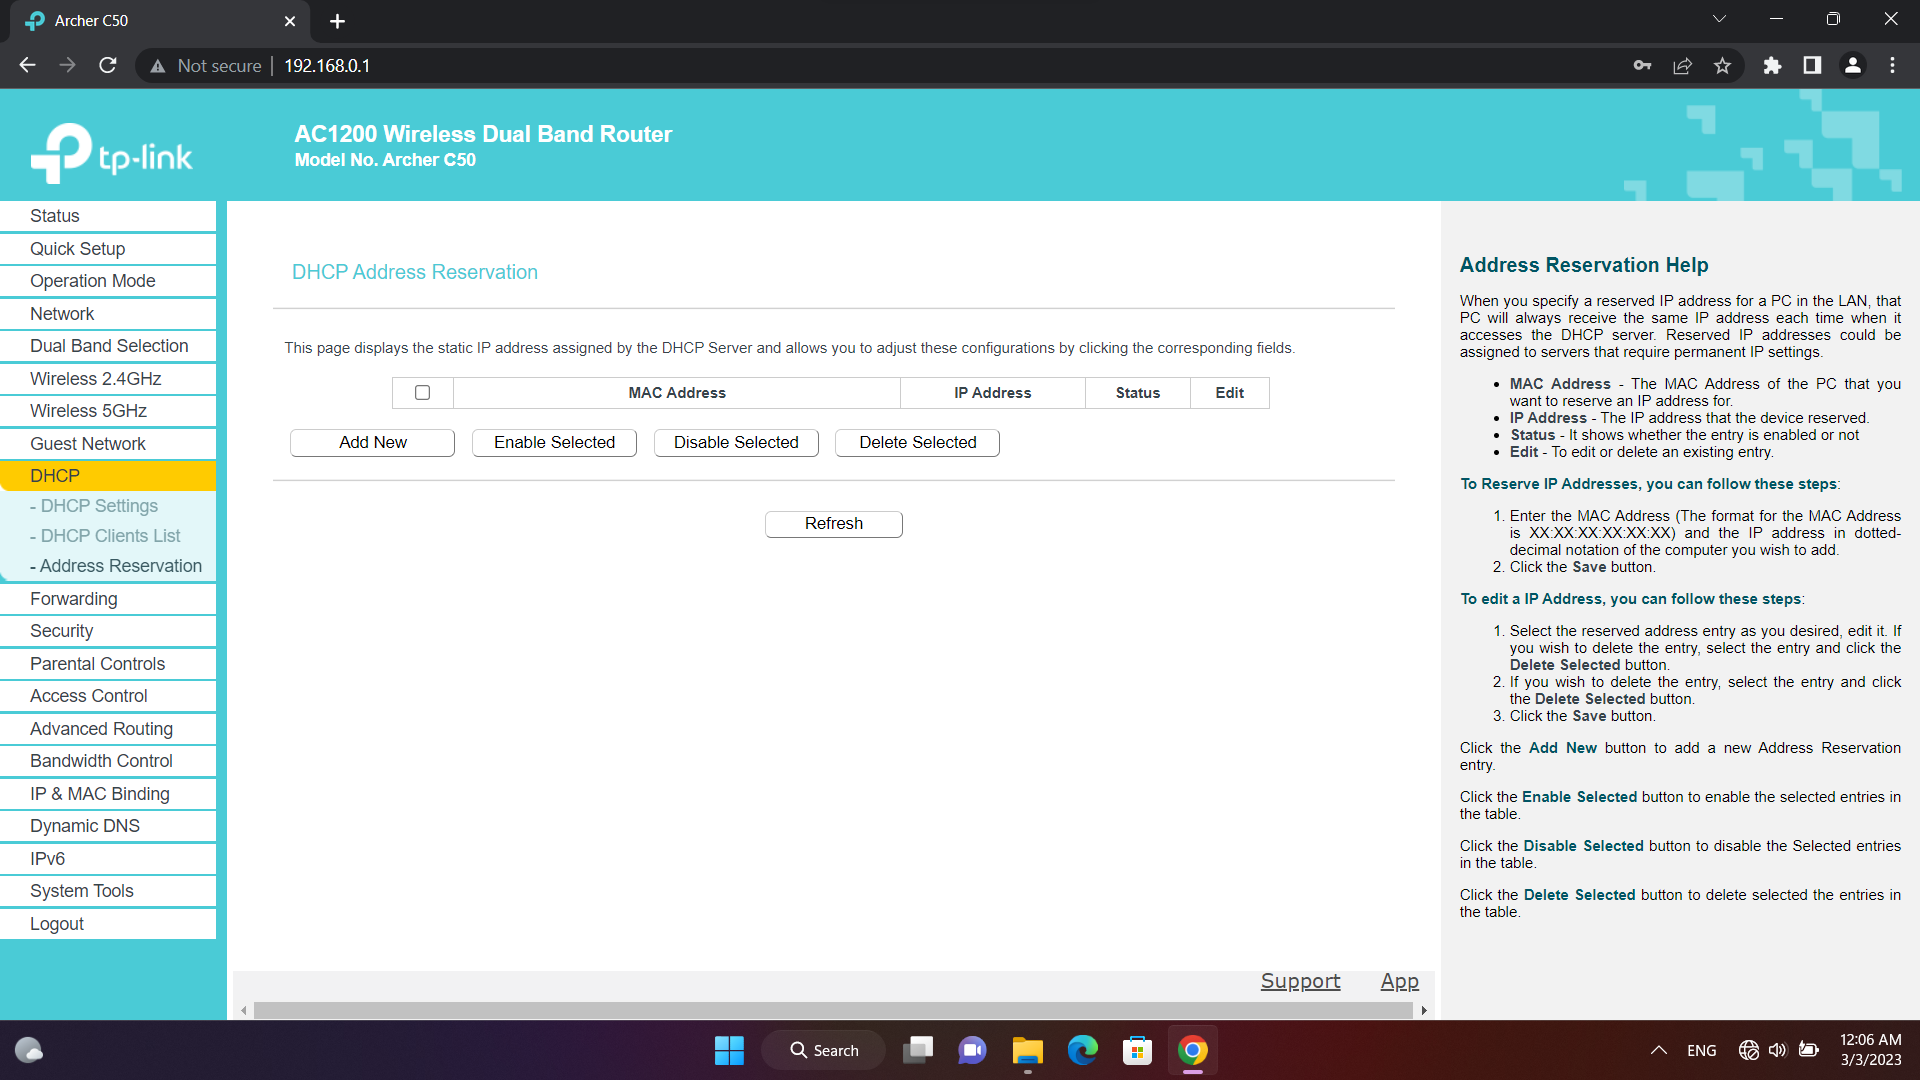 Archer C50
Not secure 192.168.0.1
tp-link
AC1200 Wireless Dual Band Router
Model No. Archer C50
Status
Quick Setup
Operation Mode
Network
Dual Band Selection
Wireless 2.4GHz
Wireless 5GHz
Guest Network
DHCP
- DHCP Settings
- DHCP Clients List
- Address Reservation
Forwarding
Security
Parental Controls
Access Control
Advanced Routing
Bandwidth Control
IP & MAC Binding
Dynamic DNS
IPv6
System Tools
Logout
DHCP Address Reservation
This page displays the static IP address assigned by the DHCP Server and allows you to adjust these configurations by clicking the corresponding fields.
MAC Address IP Address Status Edit
Add New Enable Selected Disable Selected Delete Selected
Refresh
Support App
Address Reservation Help
When you specify a reserved IP address for a PC in the LAN, that
PC will always receive the same IP address each time when it
accesses the DHCP server. Reserved IP addresses could be
assigned to servers that require permanent IP settings.
• MAC Address - The MAC Address of the PC that you
want to reserve an IP address for.
• IP Address - The IP address that the device reserved.
• Status - It shows whether the entry is enabled or not
• Edit - To edit or delete an existing entry.
To Reserve IP Addresses, you can follow these steps:
1. Enter the MAC Address (The format for the MAC Address
is XX:XX:XX:XX:XX:XX) and the IP address in dotted-
decimal notation of the computer you wish to add.
2. Click the Save button.
To edit a IP Address, you can follow these steps:
1. Select the reserved address entry as you desired, edit it. If
you wish to delete the entry, select the entry and click the
Delete Selected button.
2. If you wish to delete the entry, select the entry and click
the Delete Selected button.
3. Click the Save button.
Click the Add New button to add a new Address Reservation
entry.
Click the Enable Selected button to enable the selected entries in
the table.
Click the Disable Selected button to disable the Selected entries
in the table.
Click the Delete Selected button to delete selected the entries in
the table.
Search
ENG
12:06 AM
3/3/2023